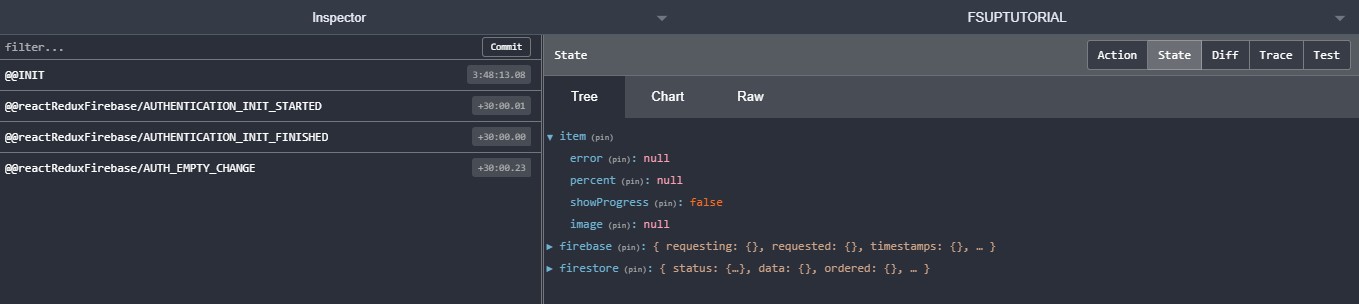 Inspector
FSUPTUTORIAL
filter...
Commit
@@INIT
3:48:13.08
@@reactReduxFirebase/AUTHENTICATION_INIT_STARTED
+30:00.01
@@reactReduxFirebase/AUTHENTICATION_INIT_FINISHED
+30:00.00
@@reactReduxFirebase/AUTH_EMPTY_CHANGE
+30:00.23
State
Action State Diff Trace Test
Tree Chart Raw
▼ item (pin)
error (pin): null
percent (pin): null
showProgress (pin): false
image (pin): null
▶ firebase (pin): { requesting: {}, requested: {}, timestamps: {}, … }
▶ firestore (pin): { status: {…}, data: {}, ordered: {}, … }